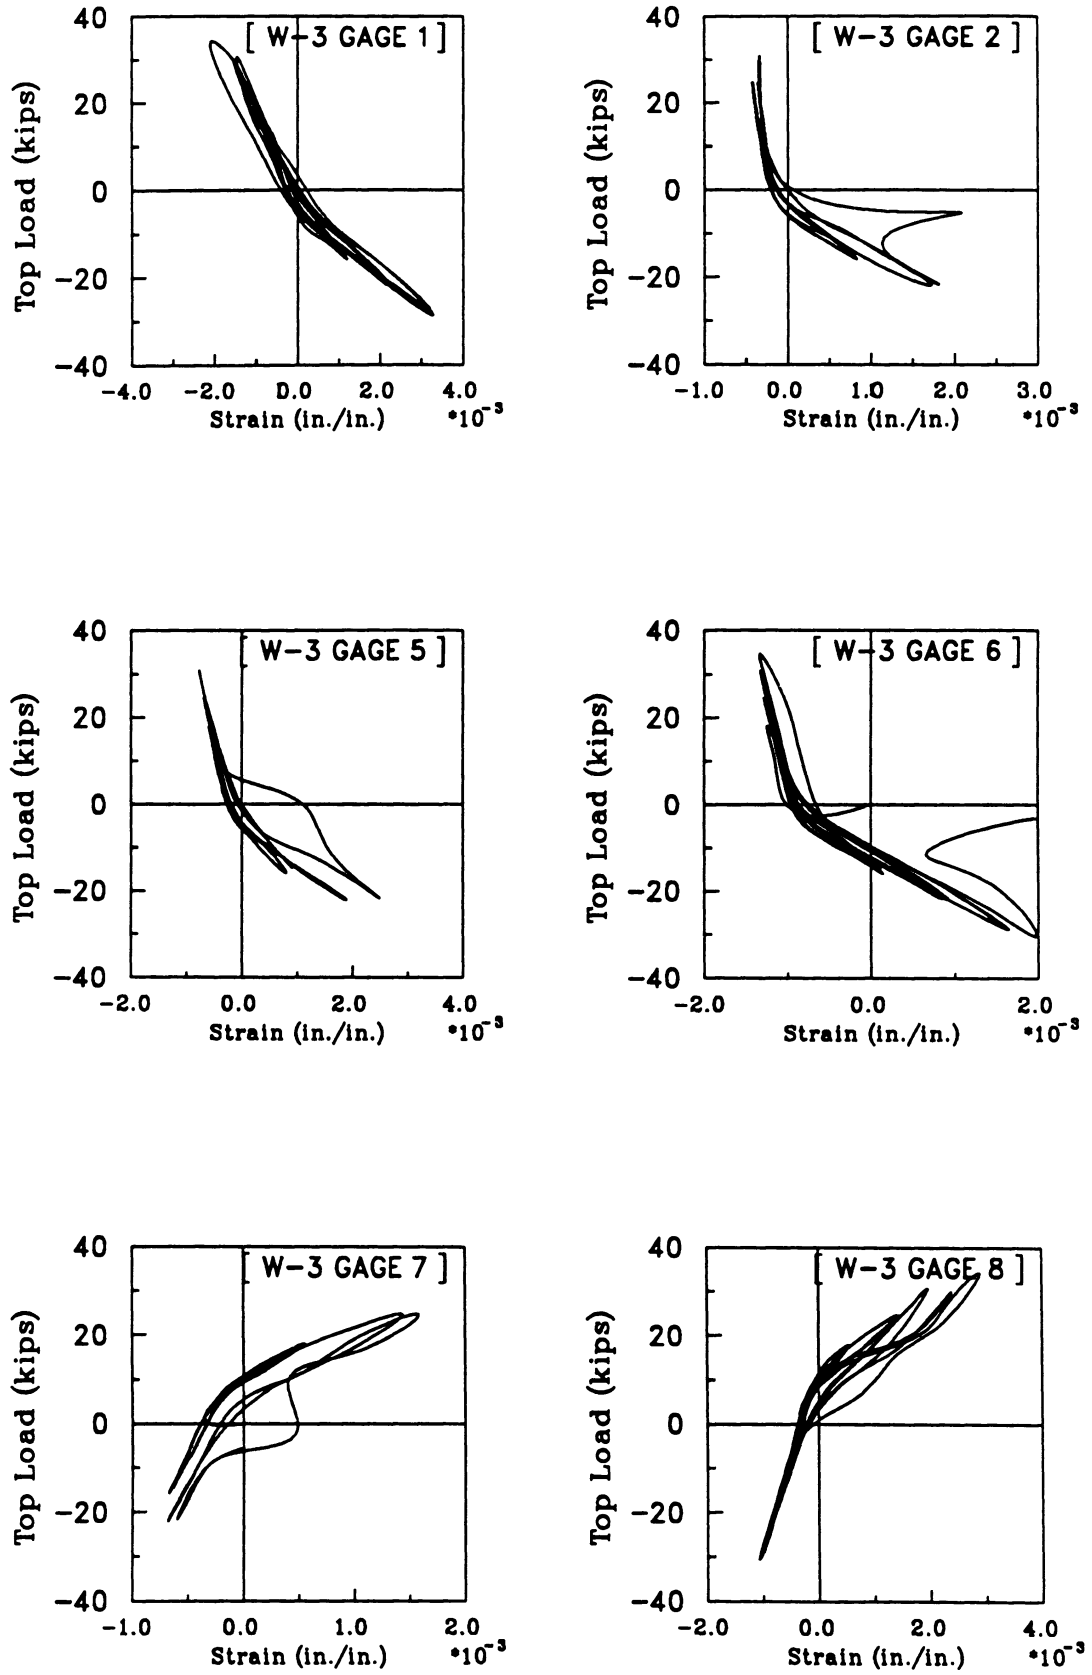 [ W-3 GAGE 1 ]
40
20
0
-20
-40
Top Load (kips)
-4.0 -2.0 0.0 2.0 4.0
Strain (in./in.) *10⁻³
[ W-3 GAGE 2 ]
40
20
0
-20
-40
Top Load (kips)
-1.0 0.0 1.0 2.0 3.0
Strain (in./in.) *10⁻³
W-3 GAGE 5 ]
40
20
0
-20
-40
Top Load (kips)
-2.0 0.0 2.0 4.0
Strain (in./in.) *10⁻³
[ W-3 GAGE 6 ]
40
20
0
-20
-40
Top Load (kips)
-2.0 0.0 2.0
Strain (in./in.) *10⁻³
W-3 GAGE 7 ]
40
20
0
-20
-40
Top Load (kips)
-1.0 0.0 1.0 2.0
Strain (in./in.) *10⁻³
[ W-3 GAGE 8 ]
40
20
0
-20
-40
Top Load (kips)
-2.0 0.0 2.0 4.0
Strain (in./in.) *10⁻³